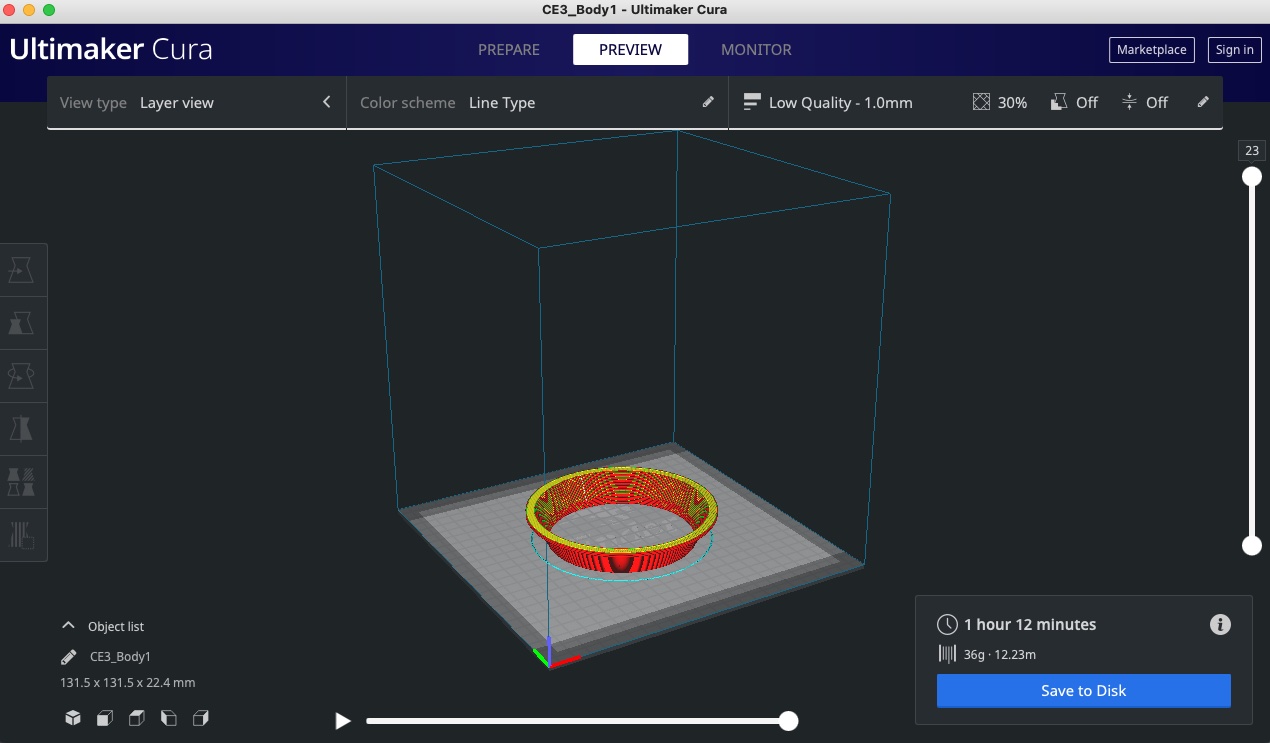 CE3_Body1 - Ultimaker Cura
Ultimaker Cura
PREPARE
PREVIEW
MONITOR
Marketplace
Sign in
View type Layer view
Color scheme Line Type
Low Quality - 1.0mm
30%
Off
Off
23
Object list
CE3_Body1
131.5 x 131.5 x 22.4 mm
1 hour 12 minutes
36g · 12.23m
Save to Disk